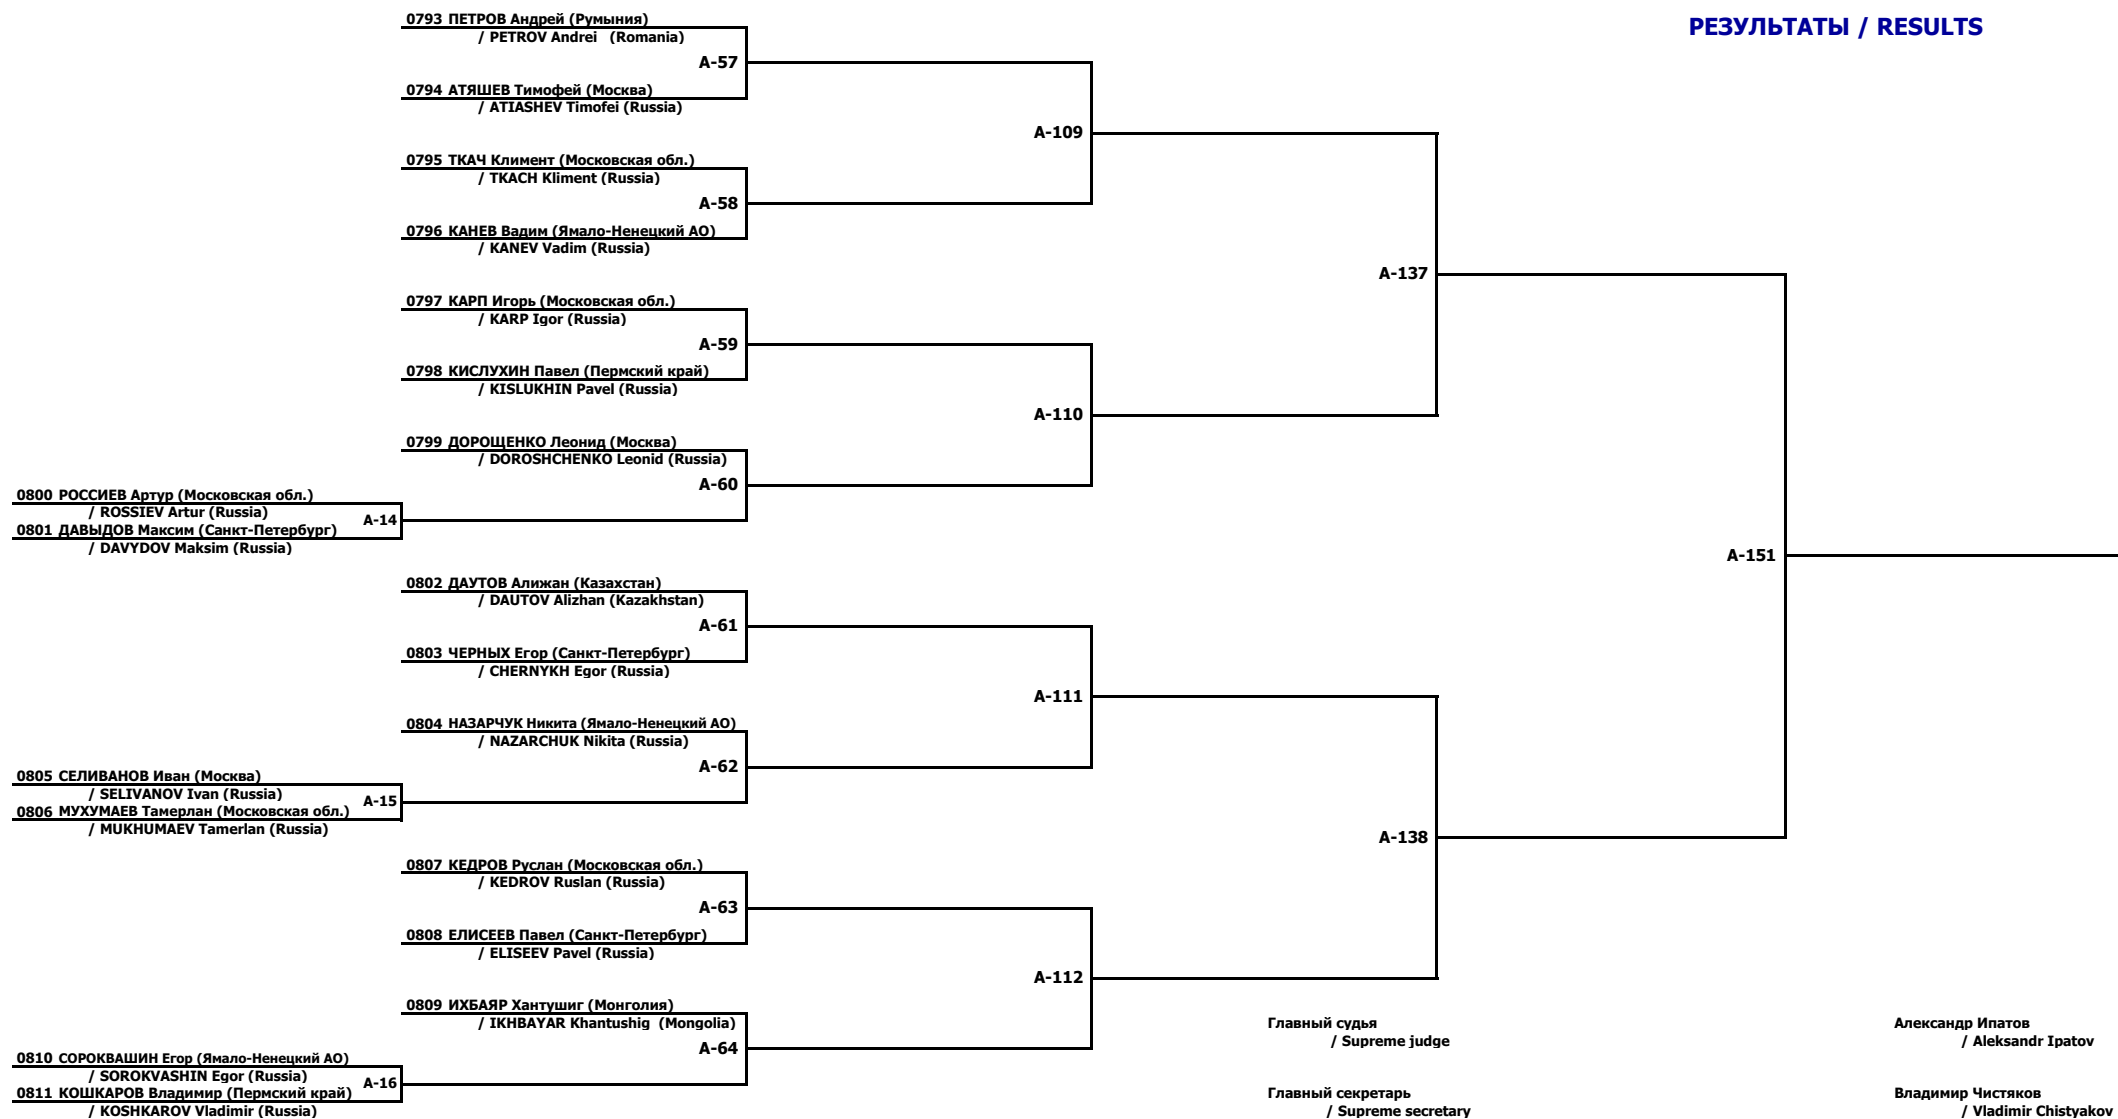 РЕЗУЛЬТАТЫ / RESULTS
0793 ПЕТРОВ Андрей (Румыния)
/ PETROV Andrei (Romania)
A-57
0794 АТЯШЕВ Тимофей (Москва)
/ ATIASHEV Timofei (Russia)
A-109
0795 ТКАЧ Климент (Московская обл.)
/ TKACH Kliment (Russia)
A-58
0796 КАНЕВ Вадим (Ямало-Ненецкий АО)
/ KANEV Vadim (Russia)
A-137
0797 КАРП Игорь (Московская обл.)
/ KARP Igor (Russia)
A-59
0798 КИСЛУХИН Павел (Пермский край)
/ KISLUKHIN Pavel (Russia)
A-110
0799 ДОРОЩЕНКО Леонид (Москва)
/ DOROSHCHENKO Leonid (Russia)
A-60
0800 РОССИЕВ Артур (Московская обл.)
/ ROSSIEV Artur (Russia)
A-14
0801 ДАВЫДОВ Максим (Санкт-Петербург)
/ DAVYDOV Maksim (Russia)
A-151
0802 ДАУТОВ Алижан (Казахстан)
/ DAUTOV Alizhan (Kazakhstan)
A-61
0803 ЧЕРНЫХ Егор (Санкт-Петербург)
/ CHERNYKH Egor (Russia)
A-111
0804 НАЗАРЧУК Никита (Ямало-Ненецкий АО)
/ NAZARCHUK Nikita (Russia)
A-62
0805 СЕЛИВАНОВ Иван (Москва)
/ SELIVANOV Ivan (Russia)
A-15
0806 МУХУМАЕВ Тамерлан (Московская обл.)
/ MUKHUMAEV Tamerlan (Russia)
A-138
0807 КЕДРОВ Руслан (Московская обл.)
/ KEDROV Ruslan (Russia)
A-63
0808 ЕЛИСЕЕВ Павел (Санкт-Петербург)
/ ELISEEV Pavel (Russia)
A-112
0809 ИХБАЯР Хантушиг (Монголия)
/ IKHBAYAR Khantushig (Mongolia)
A-64
0810 СОРОКВАШИН Егор (Ямало-Ненецкий АО)
/ SOROKVASHIN Egor (Russia)
A-16
0811 КОШКАРОВ Владимир (Пермский край)
/ KOSHKAROV Vladimir (Russia)
Главный судья
/ Supreme judge
Александр Ипатов
/ Aleksandr Ipatov
Главный секретарь
/ Supreme secretary
Владимир Чистяков
/ Vladimir Chistyakov